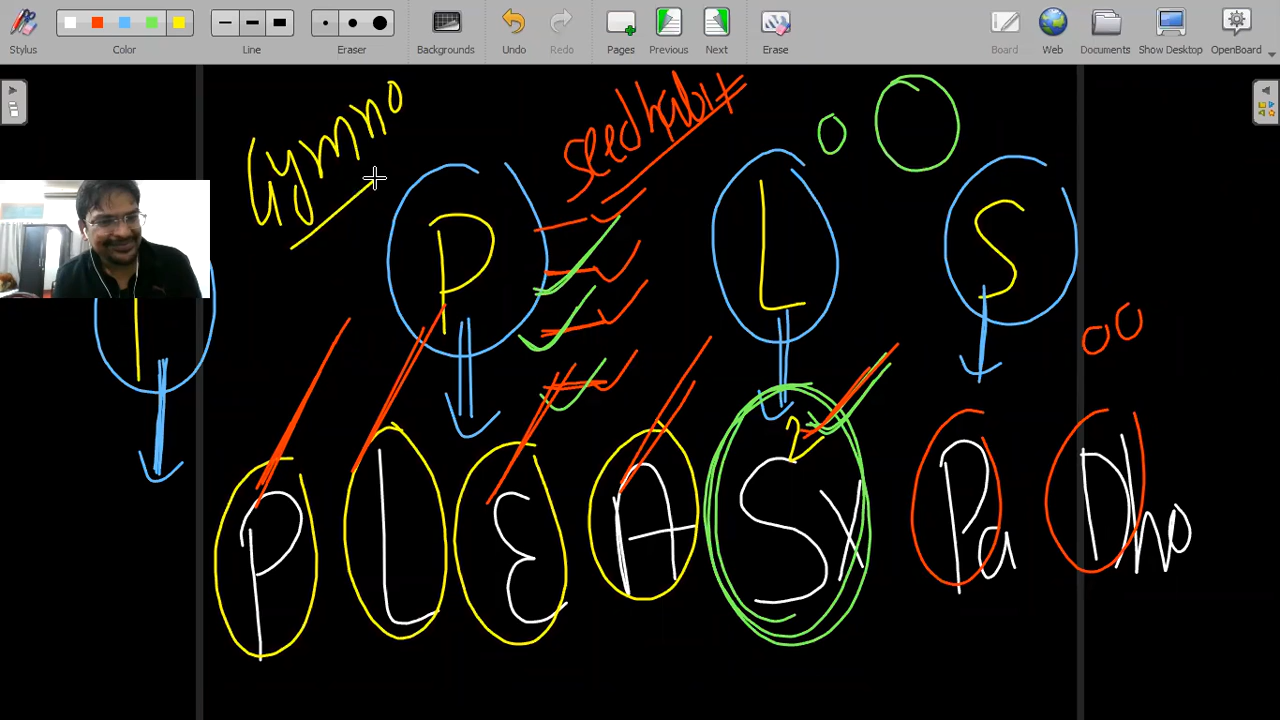 Stylus Color Line Eraser Backgrounds Undo Redo Pages Previous Next Erase Board Web Documents Show Desktop OpenBoard
Gymno
seed habit
P L S
P L E A S X Pa Dho